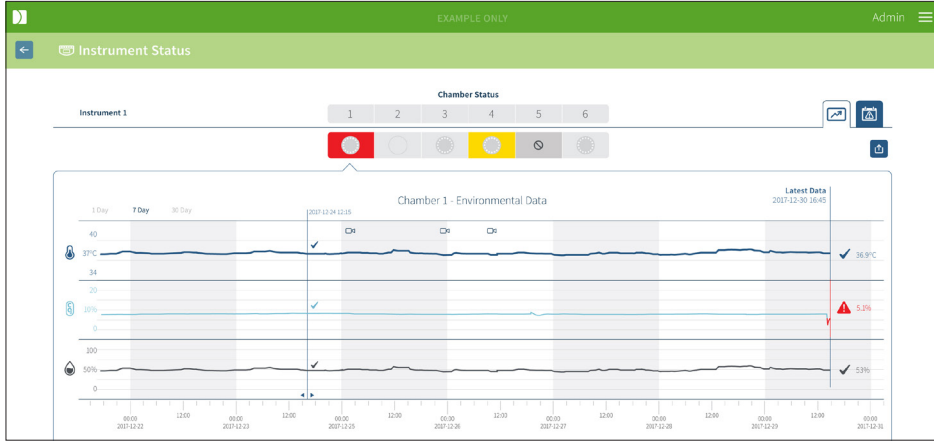 EXAMPLE ONLY
Admin
Instrument Status
Chamber Status
Instrument 1
1 2 3 4 5 6
Chamber 1 - Environmental Data
Latest Data
2017-12-30 16:45
1 Day 7 Day 30 Day
2017-12-24 12:15
40
37°C
36.9°C
34
20
10%
5.1%
0
100
50%
53%
0
00:00 12:00 00:00 12:00 00:00 12:00 00:00 12:00 00:00 12:00 00:00 12:00 00:00 12:00 00:00
2017-12-22 2017-12-23 2017-12-25 2017-12-26 2017-12-27 2017-12-28 2017-12-29 2017-12-31